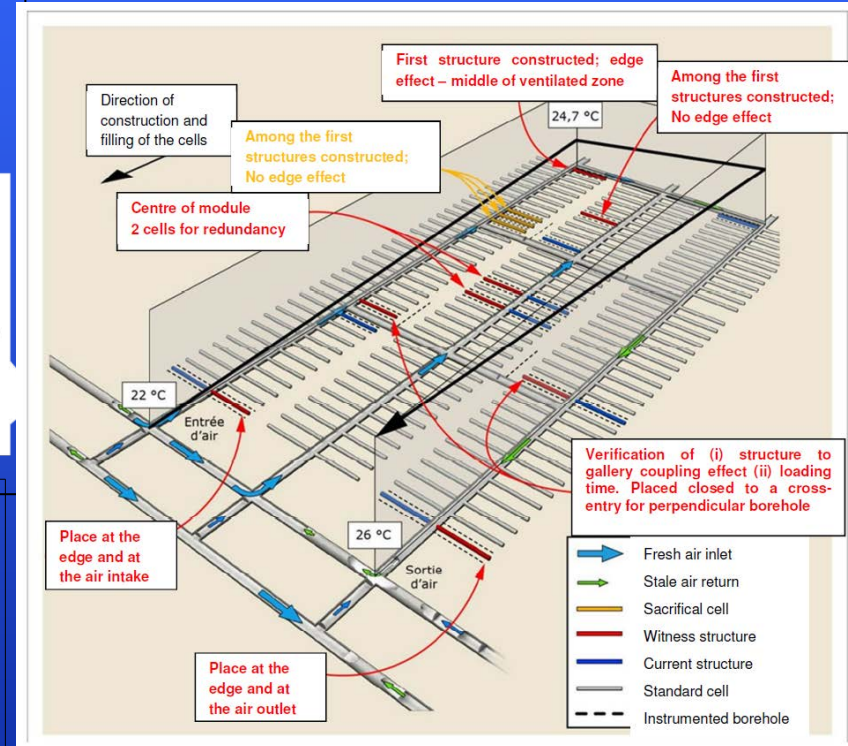 First structure constructed; edge
effect – middle of ventilated zone
Among the first
structures constructed;
No edge effect
Direction of
construction and
filling of the cells
24,7 °C
Among the first
structures constructed;
No edge effect
Centre of module
2 cells for redundancy
22 °C
Entrée
d'air
Verification of (i) structure to
gallery coupling effect (ii) loading
time. Placed closed to a cross-
entry for perpendicular borehole
Place at the
edge and at
the air intake
26 °C
Sortie
d'air
Place at the
edge and at
the air outlet
Fresh air inlet
Stale air return
Sacrifical cell
Witness structure
Current structure
Standard cell
Instrumented borehole